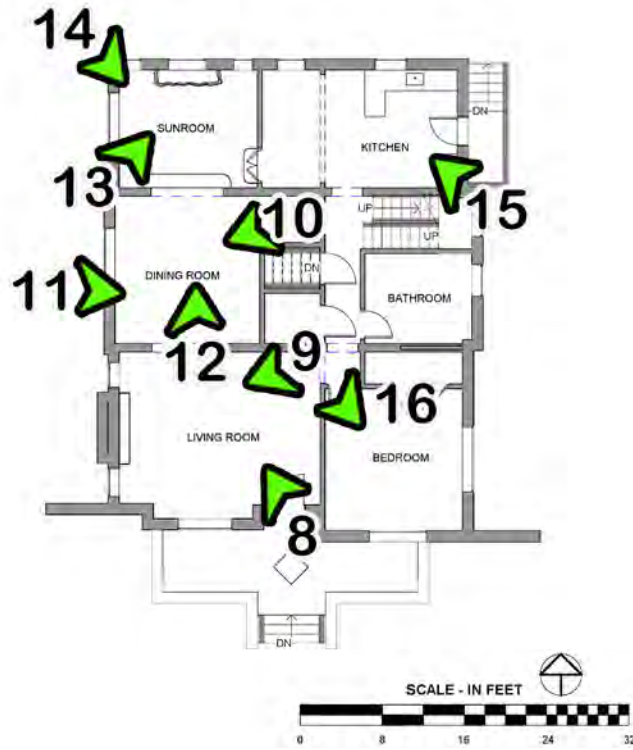 14
DN
SUNROOM
KITCHEN
13
10
UP
15
UP
DINING ROOM
DN
11
BATHROOM
12
9
16
LIVING ROOM
BEDROOM
8
DN
SCALE - IN FEET
0 8 16 24 32